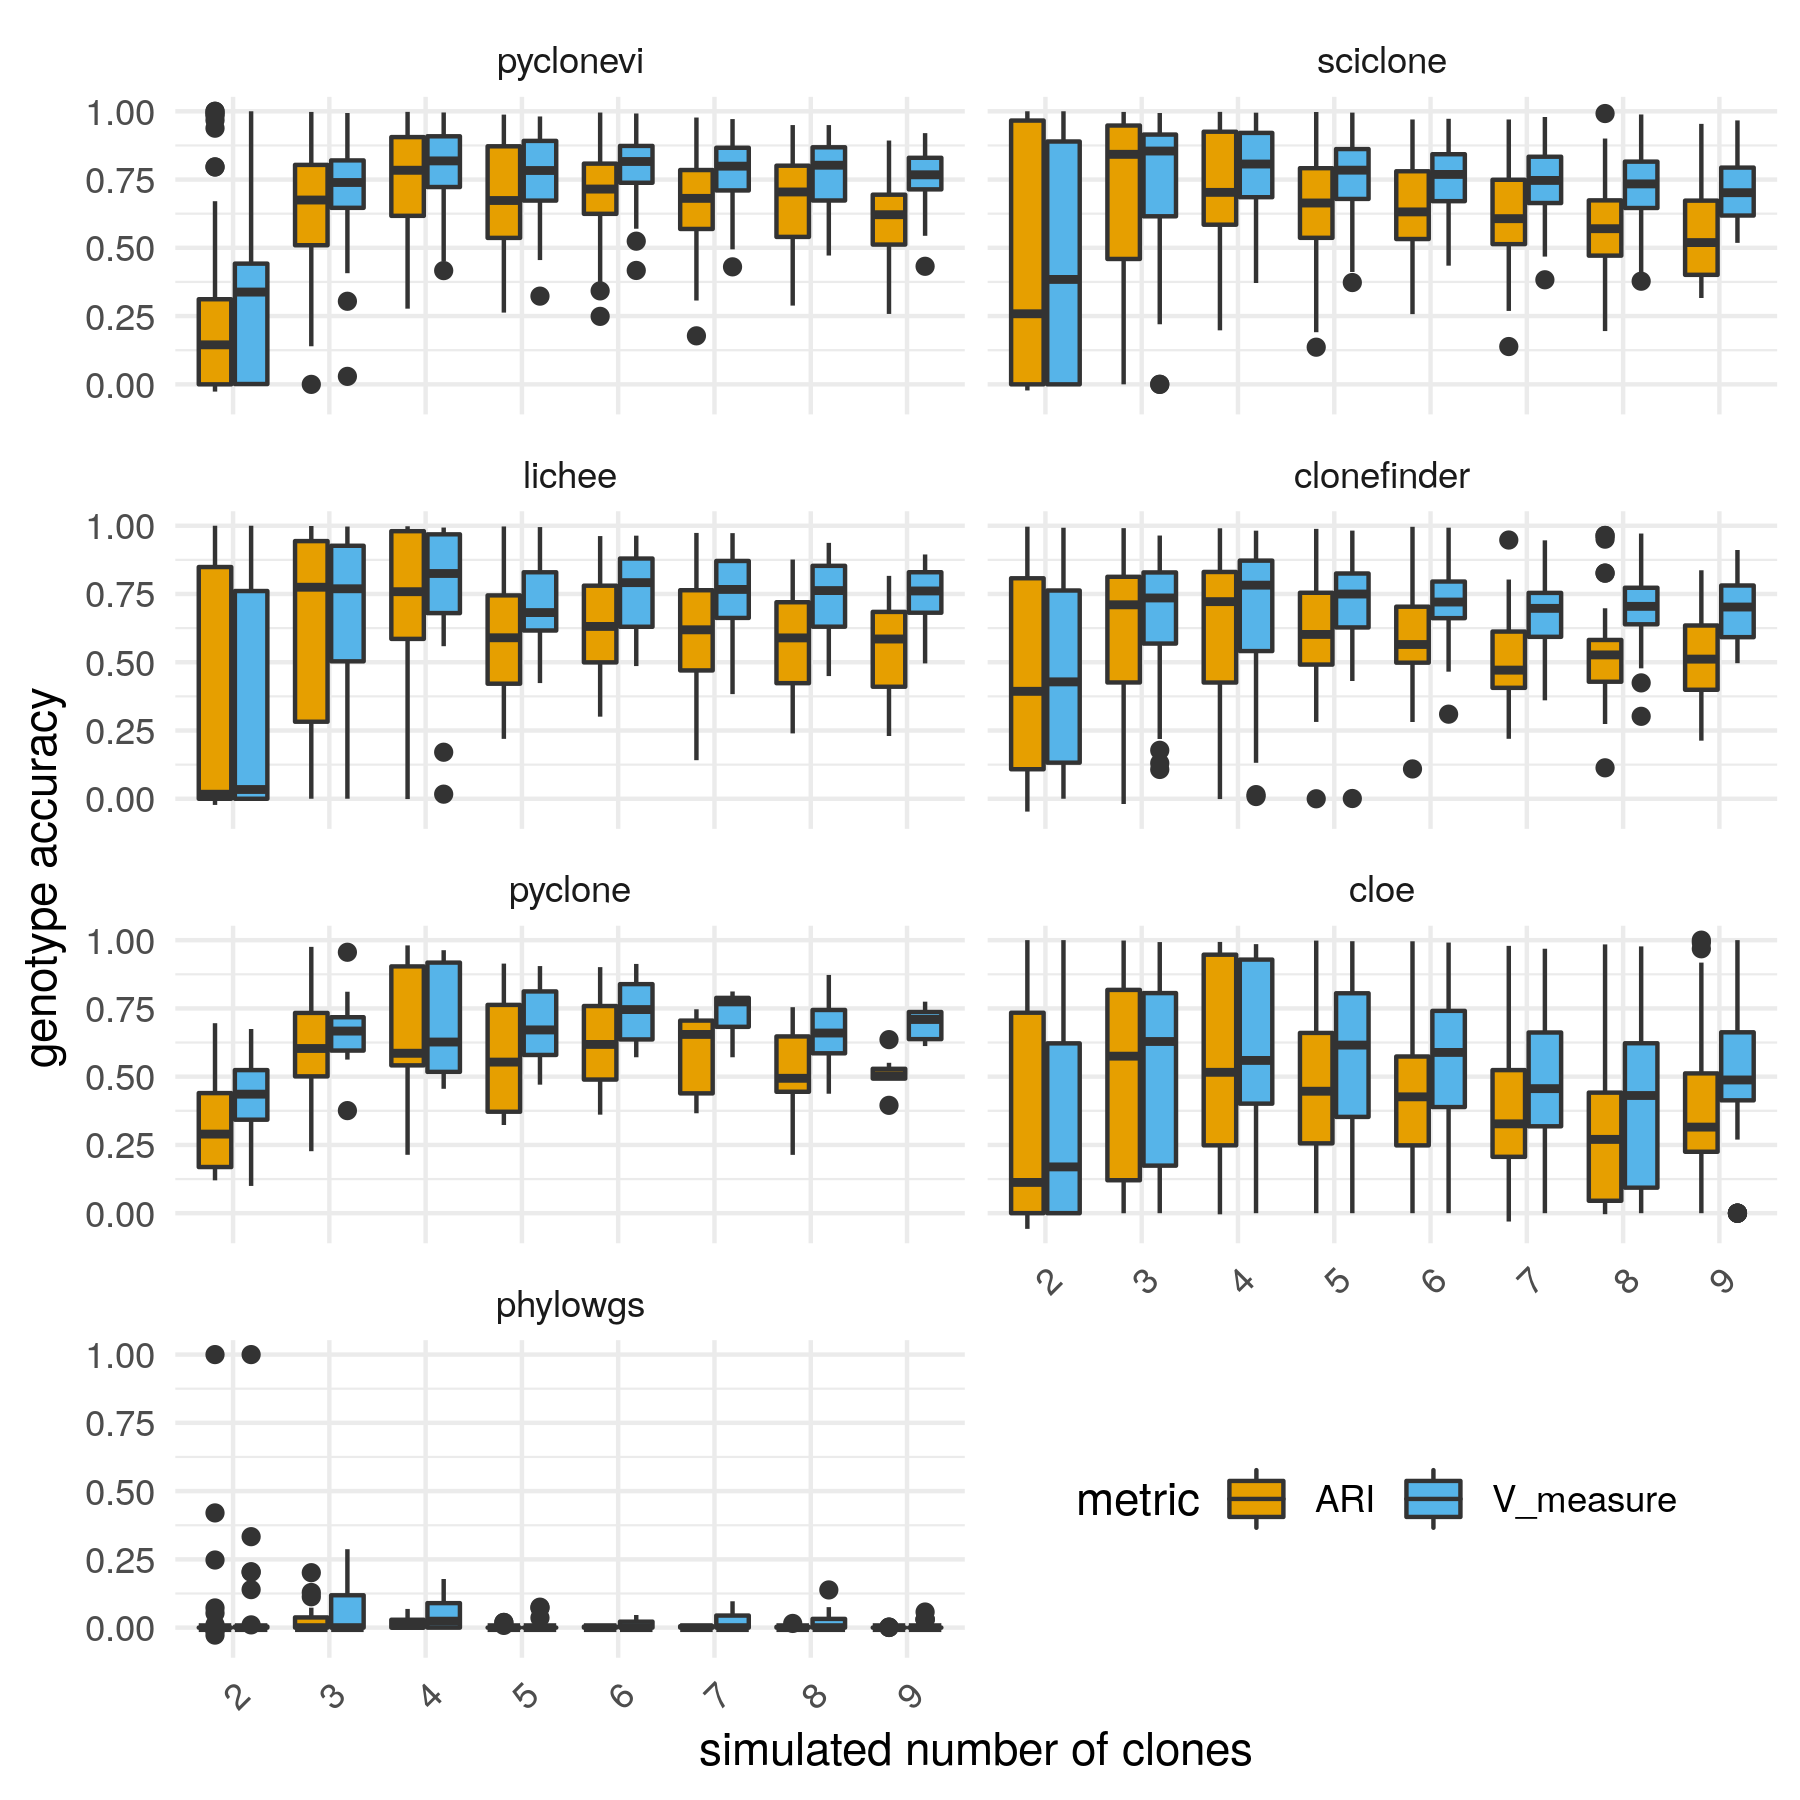 pyclonevi
sciclone
1.00
0.75
0.50
0.25
0.00
lichee
clonefinder
1.00
0.75
0.50
0.25
0.00
pyclone
cloe
1.00
0.75
0.50
0.25
0.00
2 3 4 5 6 7 8 9
phylowgs
1.00
0.75
0.50
0.25
0.00
2 3 4 5 6 7 8 9
genotype accuracy
simulated number of clones
metric ARI V_measure